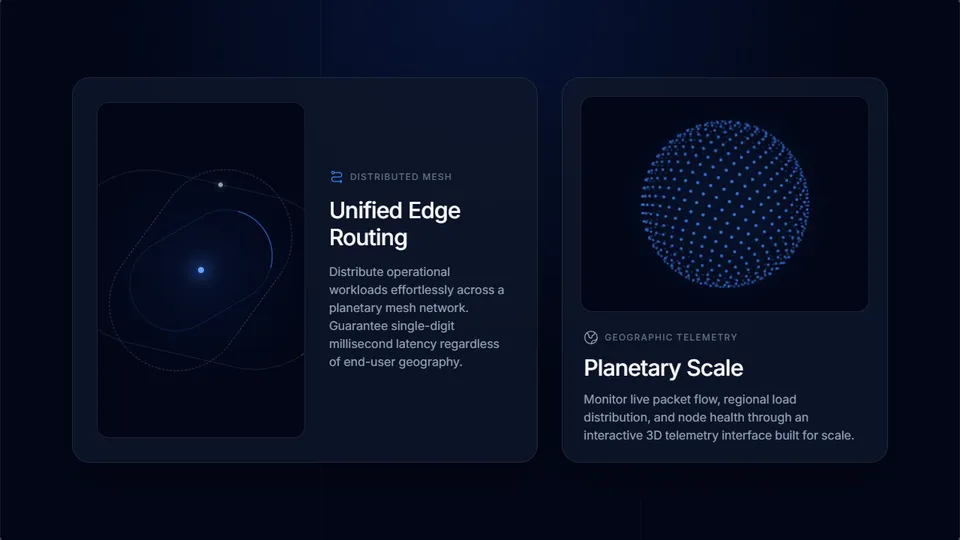 DISTRIBUTED MESH
Unified Edge
Routing
Distribute operational
workloads effortlessly across a
planetary mesh network.
Guarantee single-digit
millisecond latency regardless
of end-user geography.
GEOGRAPHIC TELEMETRY
Planetary Scale
Monitor live packet flow, regional load
distribution, and node health through an
interactive 3D telemetry interface built for scale.